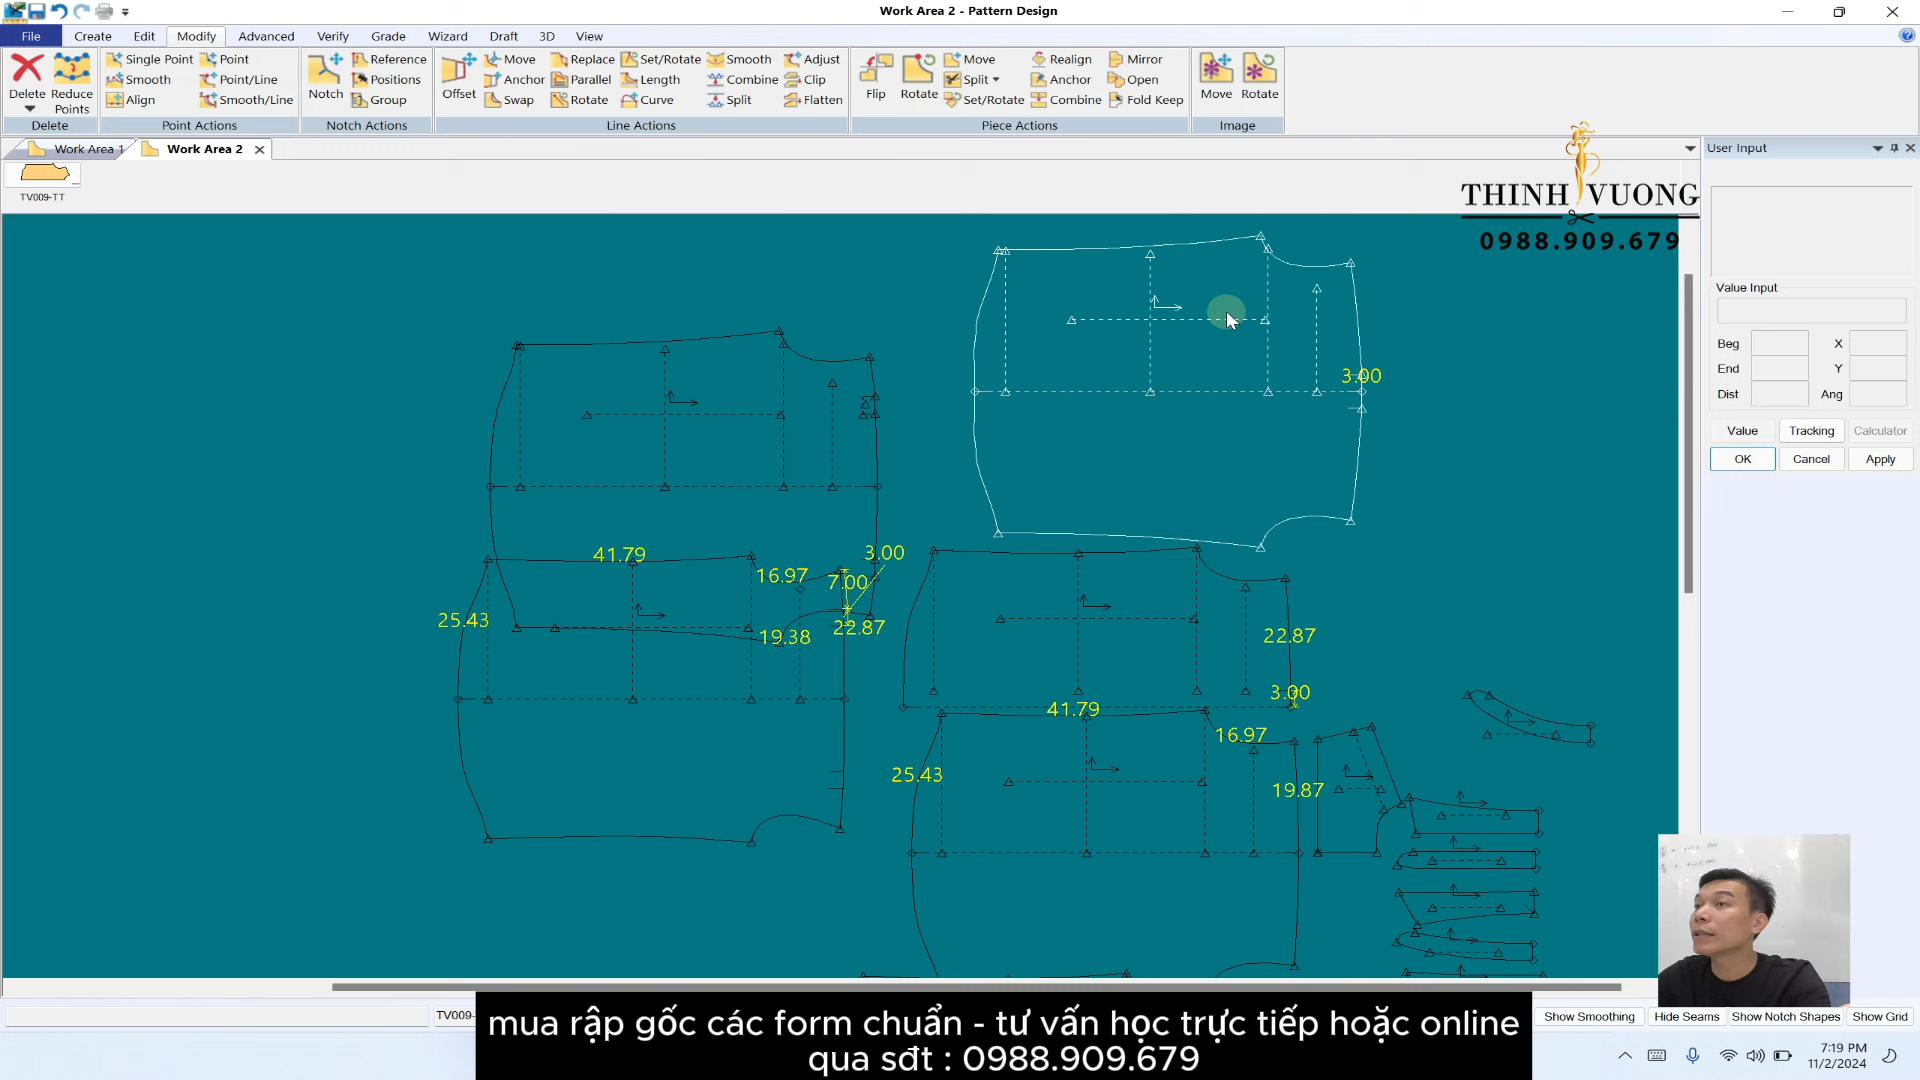 Work Area 2 - Pattern Design
File Create Edit Modify Advanced Verify Grade Wizard Draft 3D View
Single Point Point Reference Move Replace Set/Rotate Smooth Adjust Move Realign Mirror
Smooth Point/Line Positions Anchor Parallel Length Combine Clip Split Anchor Open
Delete Reduce Points Align Smooth/Line Notch Group Offset Swap Rotate Curve Split Flatten Flip Rotate Set/Rotate Combine Fold Keep Move Rotate
Delete Point Actions Notch Actions Line Actions Piece Actions Image
Work Area 1 Work Area 2 User Input
TV009-TT
THINH VUONG
0988.909.679
Value Input
Beg X
End Y
Dist Ang
Value Tracking Calculator
OK Cancel Apply
3.00
41.79
3.00
16.97
7.00
25.43
19.38
22.87
22.87
3.00
41.79
16.97
25.43
19.87
TV009-
Show Smoothing Hide Seams Show Notch Shapes Show Grid
mua rập gốc các form chuẩn - tư vấn học trực tiếp hoặc online
qua sđt : 0988.909.679
7:19 PM
11/2/2024